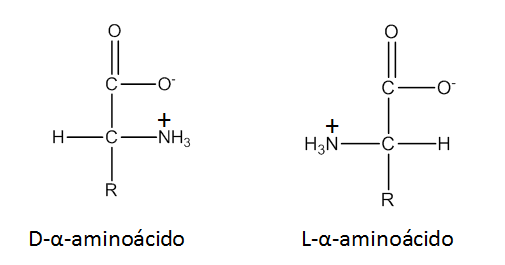 O O
C O⁻ C O⁻
+ +
H C NH₃ H₃N C H
R R
D-α-aminoácido L-α-aminoácido